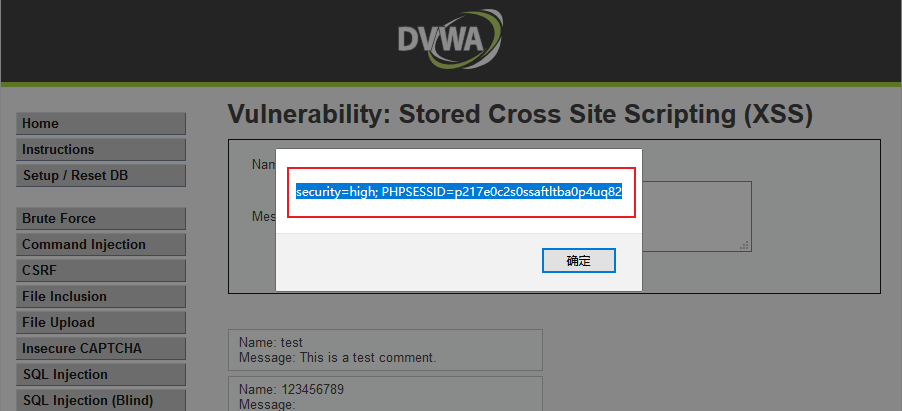 DVWA
Vulnerability: Stored Cross Site Scripting (XSS)
Home
Instructions
Setup / Reset DB
Brute Force
Command Injection
CSRF
File Inclusion
File Upload
Insecure CAPTCHA
SQL Injection
SQL Injection (Blind)
security=high; PHPSESSID=p217e0c2s0ssaftltba0p4uq82
确定
Name: test
Message: This is a test comment.
Name: 123456789
Message: